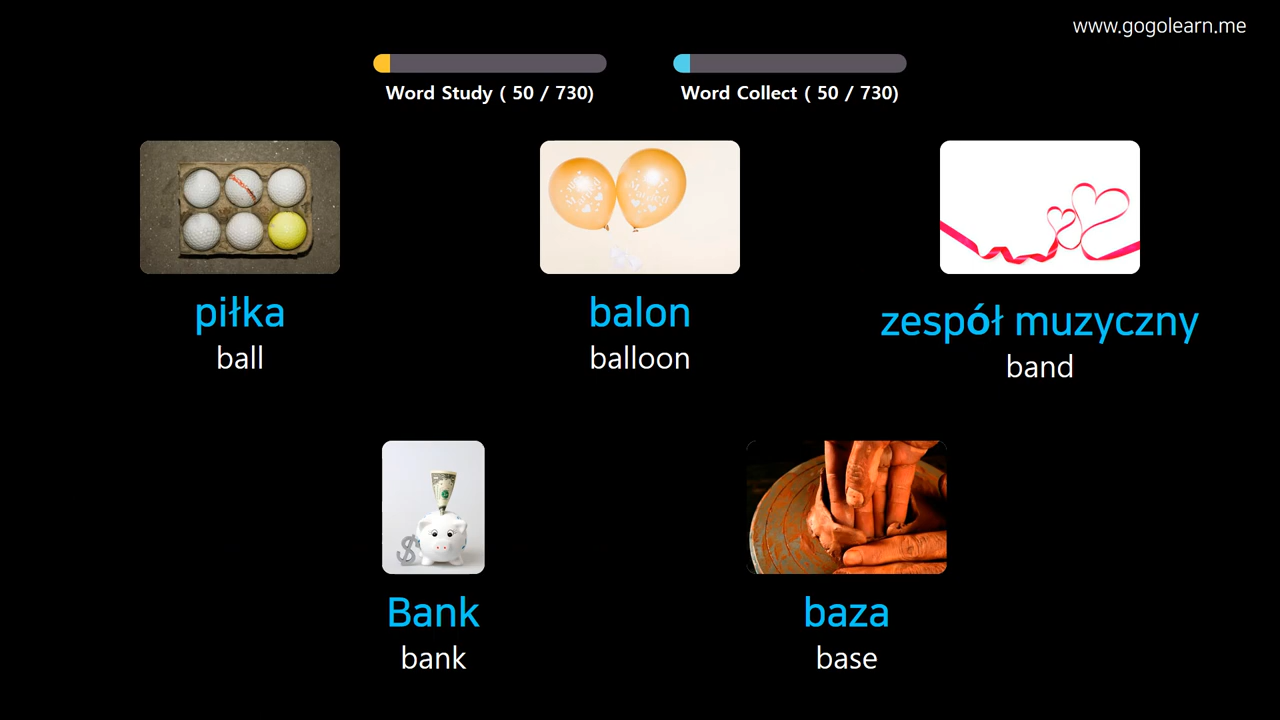 www.gogolearn.me
Word Study ( 50 / 730)
Word Collect ( 50 / 730)
piłka
ball
balon
balloon
zespół muzyczny
band
Bank
bank
baza
base